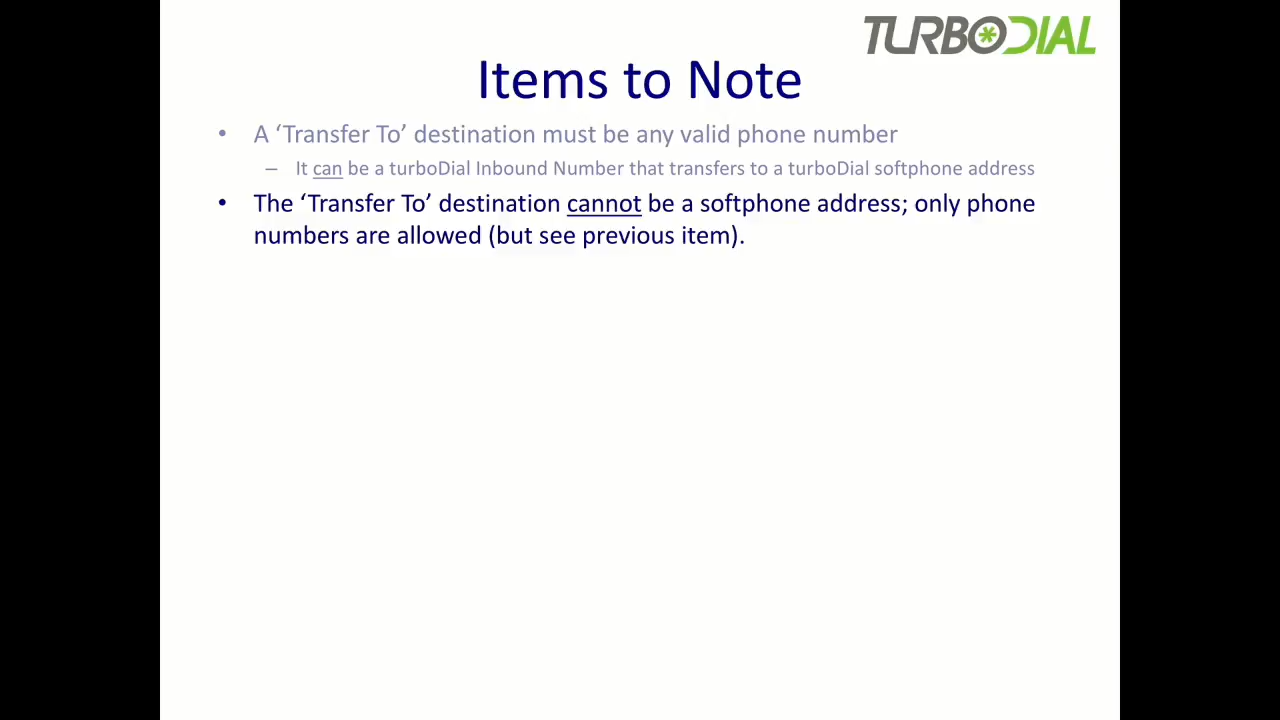 TURBODIAL
Items to Note
• A ‘Transfer To’ destination must be any valid phone number
– It can be a turboDial Inbound Number that transfers to a turboDial softphone address
• The ‘Transfer To’ destination cannot be a softphone address; only phone
numbers are allowed (but see previous item).